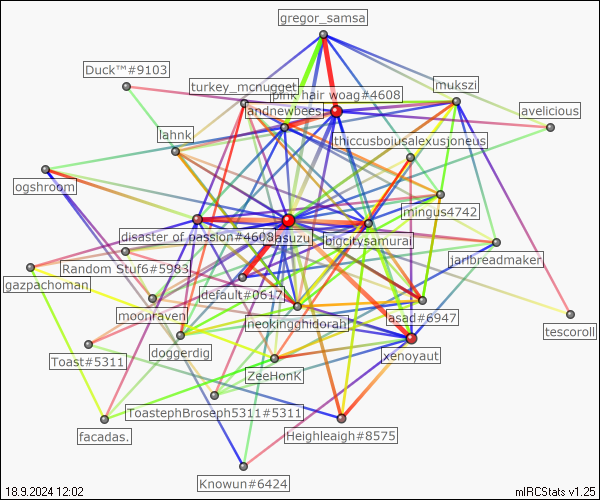 gregor_samsa
Duck™#9103
turkey_mcnugget
pink hair woag#4608
mukszi
andnewbees
avelicious
lahnk
thiccusboiusalexusjoneus
ogshroom
mingus4742
disaster of passion#4608
asuzu
bigcitysamurai
jarlbreadmaker
Random Stuf6#5983
gazpachoman
default#0617
moonraven
neokingghidorah
asad#6947
tescoroll
Toast#5311
doggerdig
xenoyaut
ZeeHonK
ToastephBroseph5311#5311
facadas.
Heighleaigh#8575
Knowun#6424
18.9.2024 12:02
mIRCStats v1.25